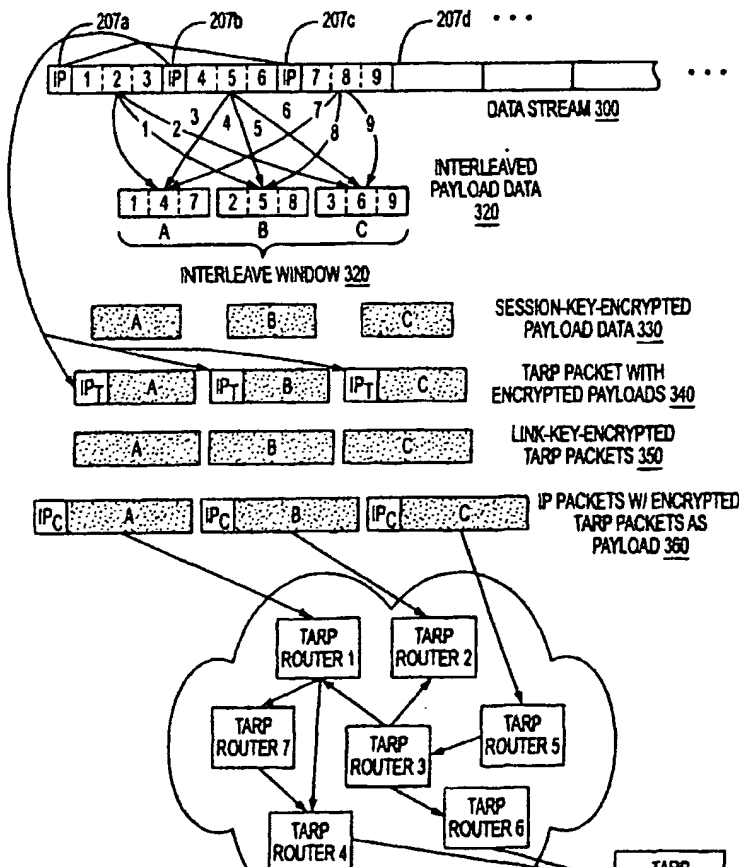 207a 207b 207c 207d • • •
IP 1 2 3 IP 4 5 6 IP 7 8 9 • • •
DATA STREAM 300
1 2 3 4 5 6 7 8 9
INTERLEAVED
PAYLOAD DATA
320
1 4 7 2 5 8 3 6 9
A B C
INTERLEAVE WINDOW 320
A B C
SESSION-KEY-ENCRYPTED
PAYLOAD DATA 330
IPT A IPT B IPT C
TARP PACKET WITH
ENCRYPTED PAYLOADS 340
A B C
LINK-KEY-ENCRYPTED
TARP PACKETS 350
IPC A IPC B IPC C
IP PACKETS W/ ENCRYPTED
TARP PACKETS AS
PAYLOAD 360
TARP
ROUTER 1
TARP
ROUTER 2
TARP
ROUTER 7
TARP
ROUTER 3
TARP
ROUTER 5
TARP
ROUTER 6
TARP
ROUTER 4
TARP